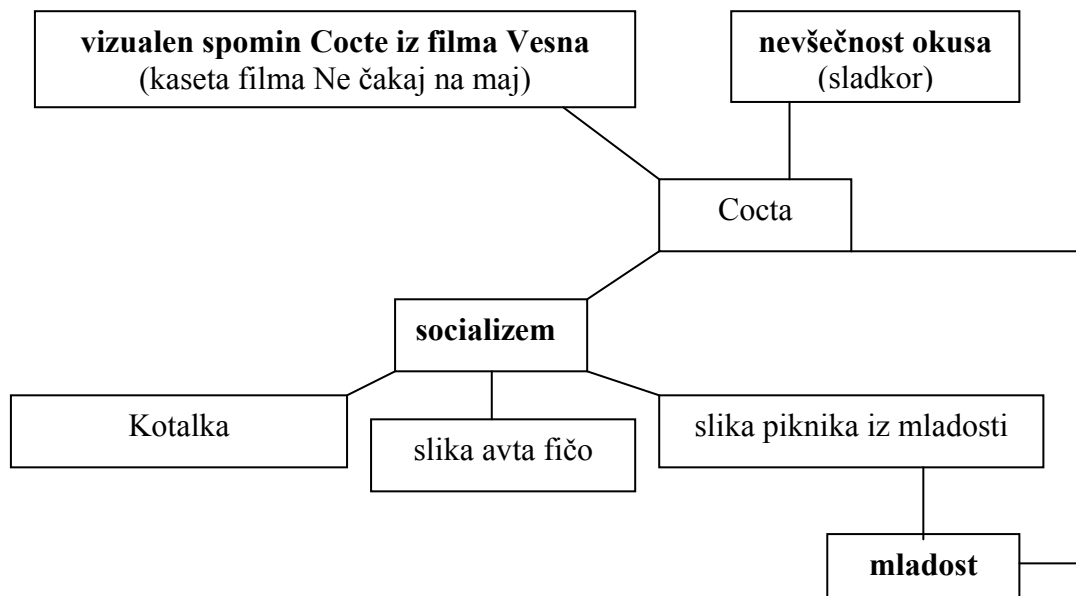 vizualen spomin Cocte iz filma Vesna
(kaseta filma Ne čakaj na maj)
nevšečnost okusa
(sladkor)
Cocta
socializem
Kotalka
slika avta fičo
slika piknika iz mladosti
mladost